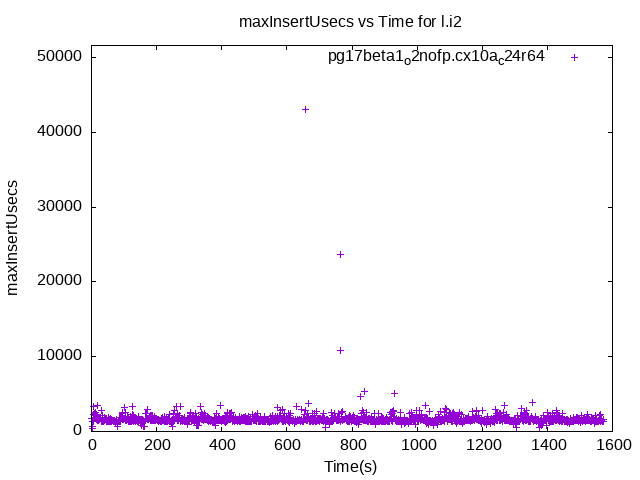 maxInsertUsecs vs Time for l.i2
pg17beta1o2nofp.cx10ac24r64
50000
40000
30000
20000
10000
0
maxInsertUsecs
0 200 400 600 800 1000 1200 1400 1600
Time(s)